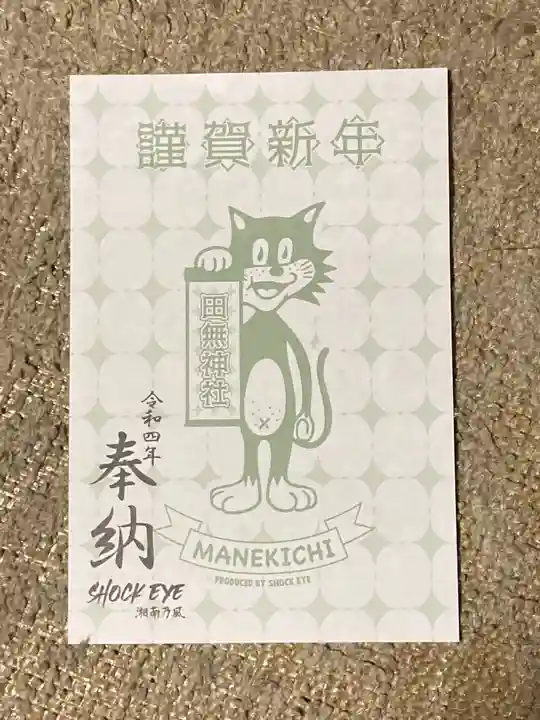 謹賀新年
田無神社
令和四年
奉納
SHOCK EYE
湘南乃風
MANEKICHI
PRODUCED BY SHOCK EYE